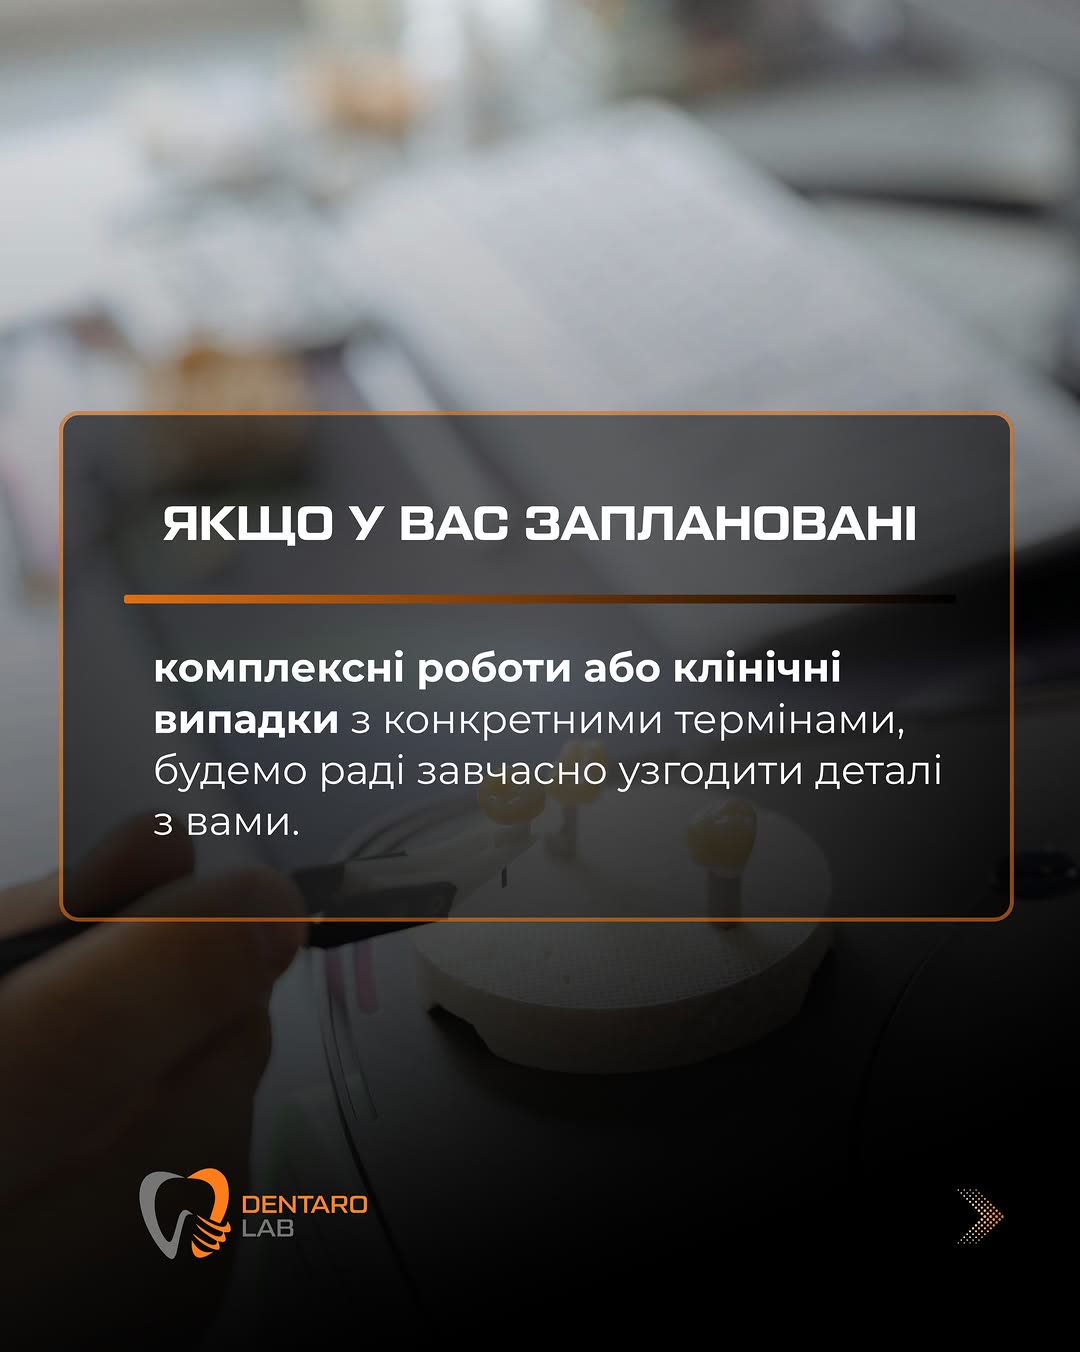 ЯКЩО У ВАС ЗАПЛАНОВАНІ
комплексні роботи або клінічні
випадки з конкретними термінами,
будемо раді завчасно узгодити деталі
з вами.
DENTARO
LAB